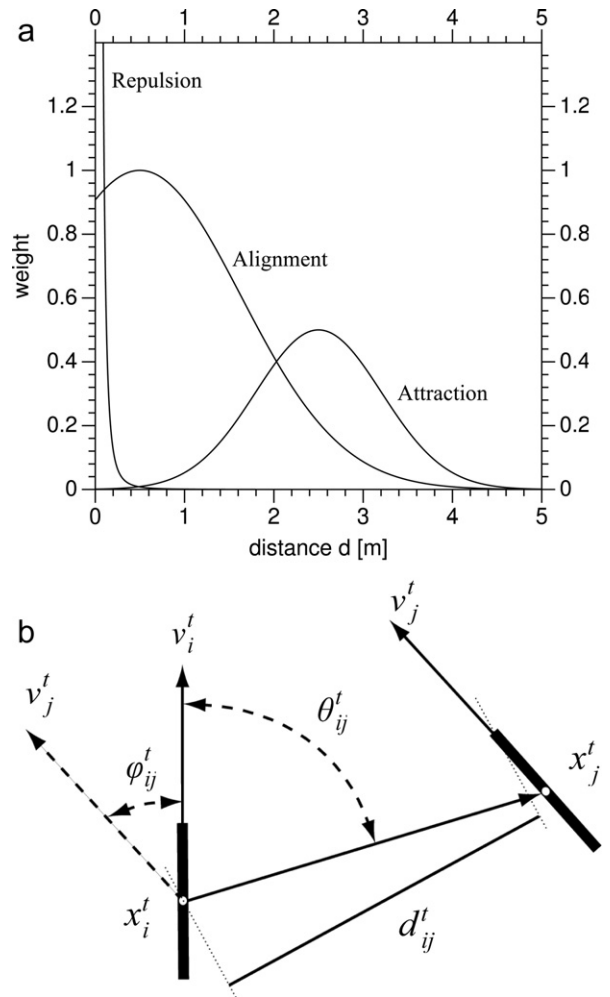 a
0 1 2 3 4 5
Repulsion
Alignment
Attraction
weight
1.2 1.2
1 1
0.8 0.8
0.6 0.6
0.4 0.4
0.2 0.2
0 0
0 1 2 3 4 5
distance d [m]
b
v_i^t
v_j^t
v_j^t
θ_ij^t
φ_ij^t
x_j^t
x_i^t
d_ij^t